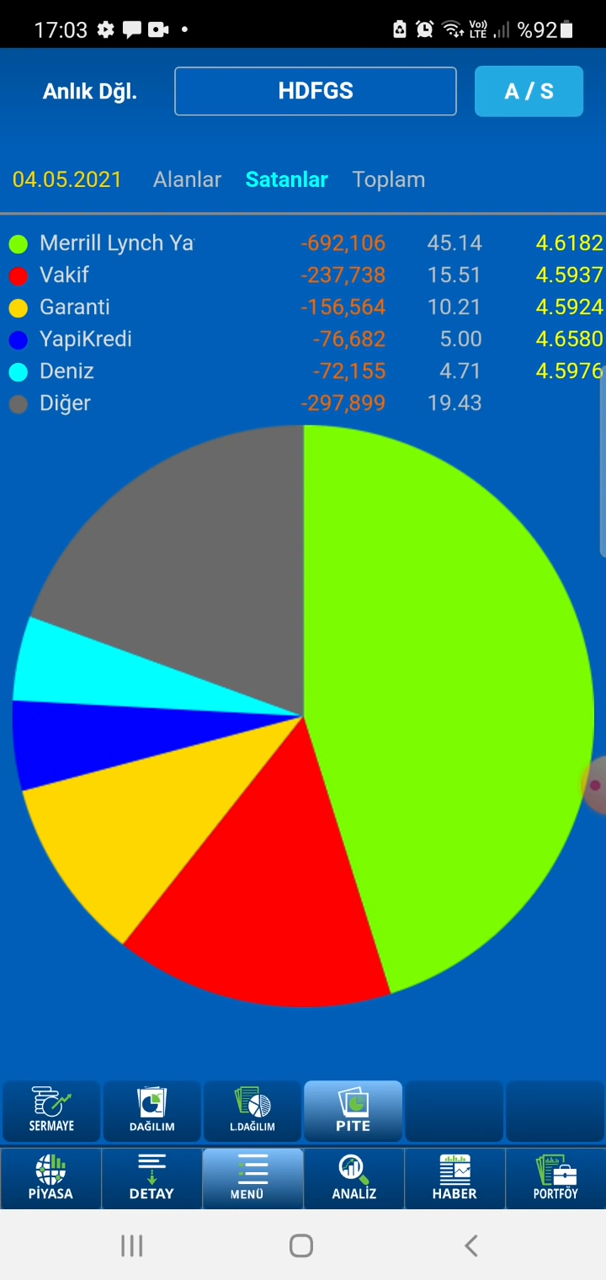 17:03 Vo)) LTE %92
Anlık Dğl. HDFGS A / S
04.05.2021 Alanlar Satanlar Toplam
Merrill Lynch Ya -692,106 45.14 4.6182
Vakif -237,738 15.51 4.5937
Garanti -156,564 10.21 4.5924
YapiKredi -76,682 5.00 4.6580
Deniz -72,155 4.71 4.5976
Diğer -297,899 19.43
SERMAYE DAĞILIM L.DAĞILIM PITE
PİYASA DETAY MENÜ ANALİZ HABER PORTFÖY